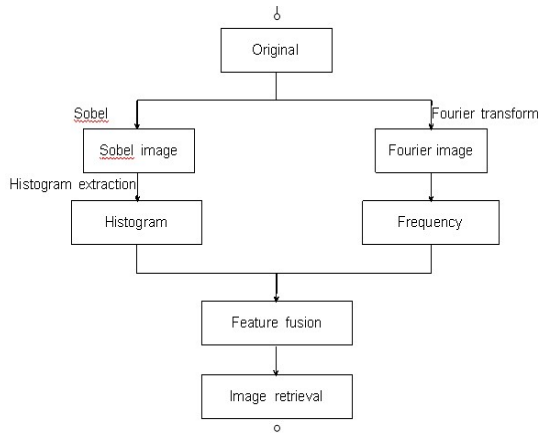 Original
Sobel
Fourier transform
Sobel image
Fourier image
Histogram extraction
Histogram
Frequency
Feature fusion
Image retrieval